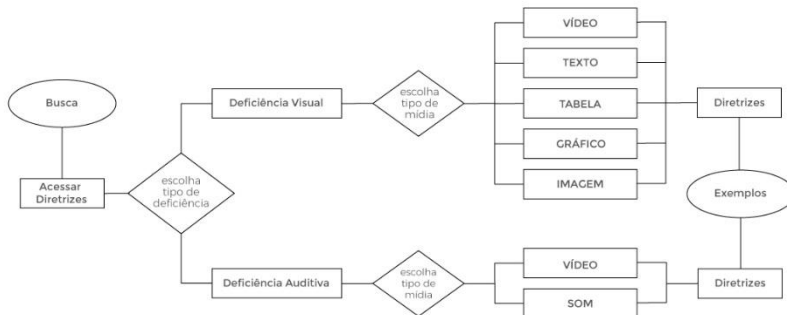 Busca
Acessar
Diretrizes
escolha
tipo de
deficiência
Deficiência Visual
escolha
tipo de
mídia
VÍDEO
TEXTO
TABELA
GRÁFICO
IMAGEM
Diretrizes
Exemplos
Deficiência Auditiva
escolha
tipo de
mídia
VÍDEO
SOM
Diretrizes